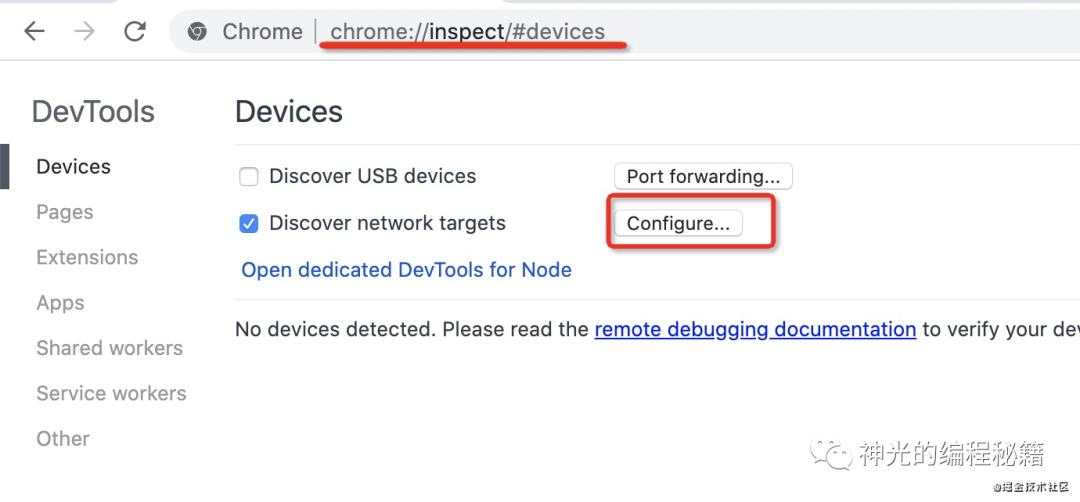 Chrome chrome://inspect/#devices
DevTools
Devices
Pages
Extensions
Apps
Shared workers
Service workers
Other
Devices
Discover USB devices Port forwarding...
Discover network targets Configure...
Open dedicated DevTools for Node
No devices detected. Please read the remote debugging documentation to verify your dev
神光的编程秘籍
@掘金技术社区